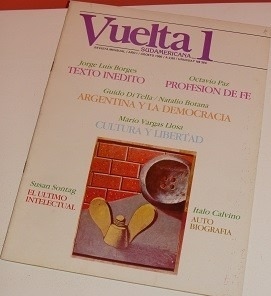 Vuelta 1
SUDAMERICANA
Jorge Luis Borges
TEXTO INEDITO
Octavio Paz
PROFESION DE FE
Guido Di Tella - Natalio Botana
ARGENTINA Y LA DEMOCRACIA
Mario Vargas Llosa
CULTURA Y LIBERTAD
Susan Sontag
EL ULTIMO
INTELECTUAL
Italo Calvino
AUTO
BIOGRAFIA